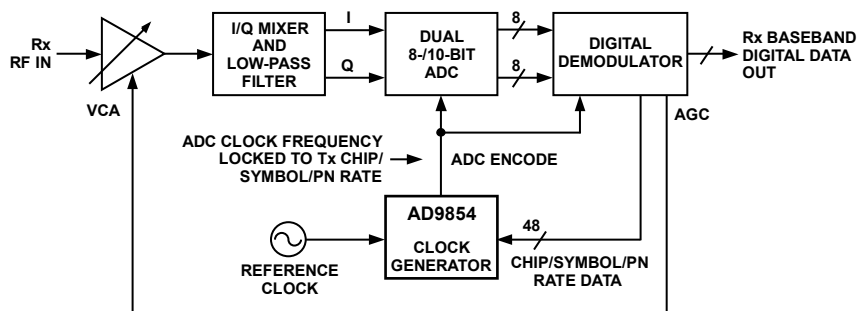 Rx
RF IN
VCA
I/Q MIXER
AND
LOW-PASS
FILTER
I
Q
DUAL
8-/10-BIT
ADC
8
8
DIGITAL
DEMODULATOR
Rx BASEBAND
DIGITAL DATA
OUT
AGC
ADC CLOCK FREQUENCY
LOCKED TO Tx CHIP/
SYMBOL/PN RATE
ADC ENCODE
AD9854
CLOCK
GENERATOR
REFERENCE
CLOCK
48
CHIP/SYMBOL/PN
RATE DATA